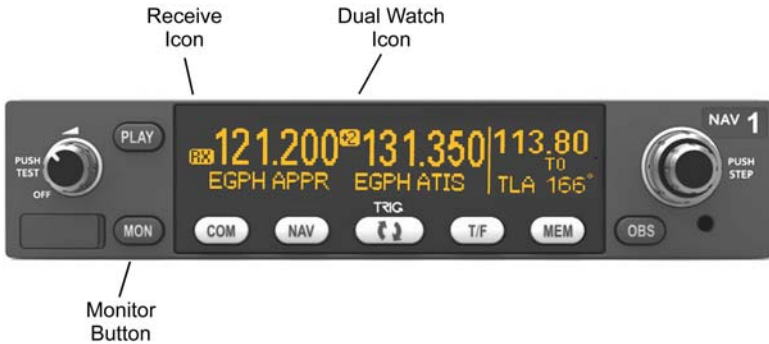 Receive
Icon
Dual Watch
Icon
NAV 1
PLAY
PUSH
TEST
OFF
RX 121.200 +2 131.350 113.80
TO
EGPH APPR EGPH ATIS TLA 166°
PUSH
STEP
TRIG
MON COM NAV T/F MEM OBS
Monitor
Button